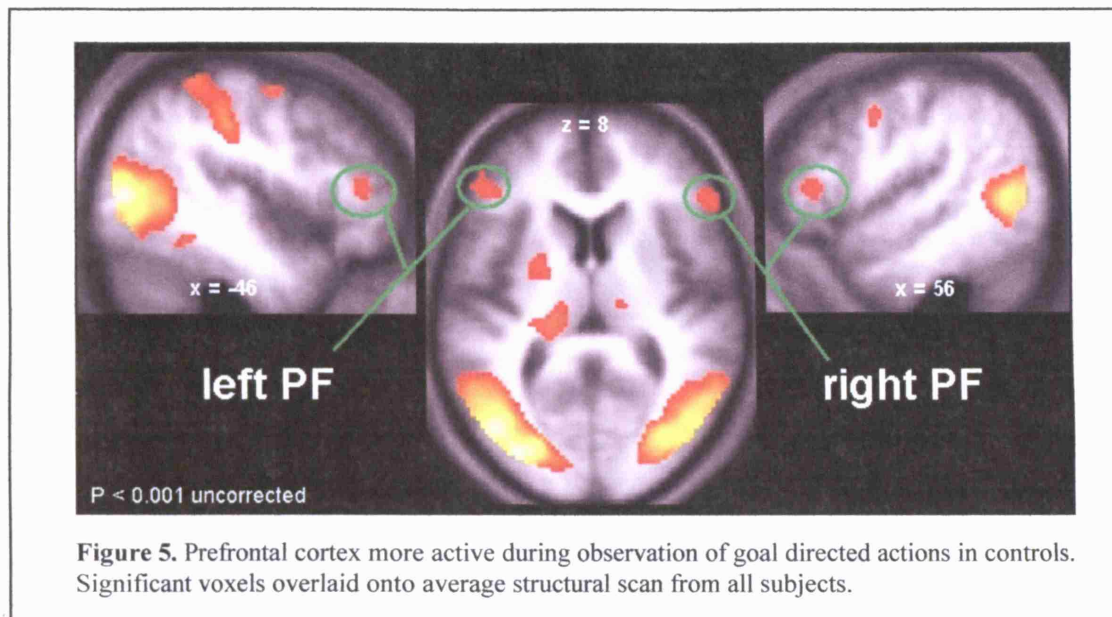 z = 8
x = -46
x = 56
left PF
right PF
P < 0.001 uncorrected
Figure 5. Prefrontal cortex more active during observation of goal directed actions in controls.
Significant voxels overlaid onto average structural scan from all subjects.